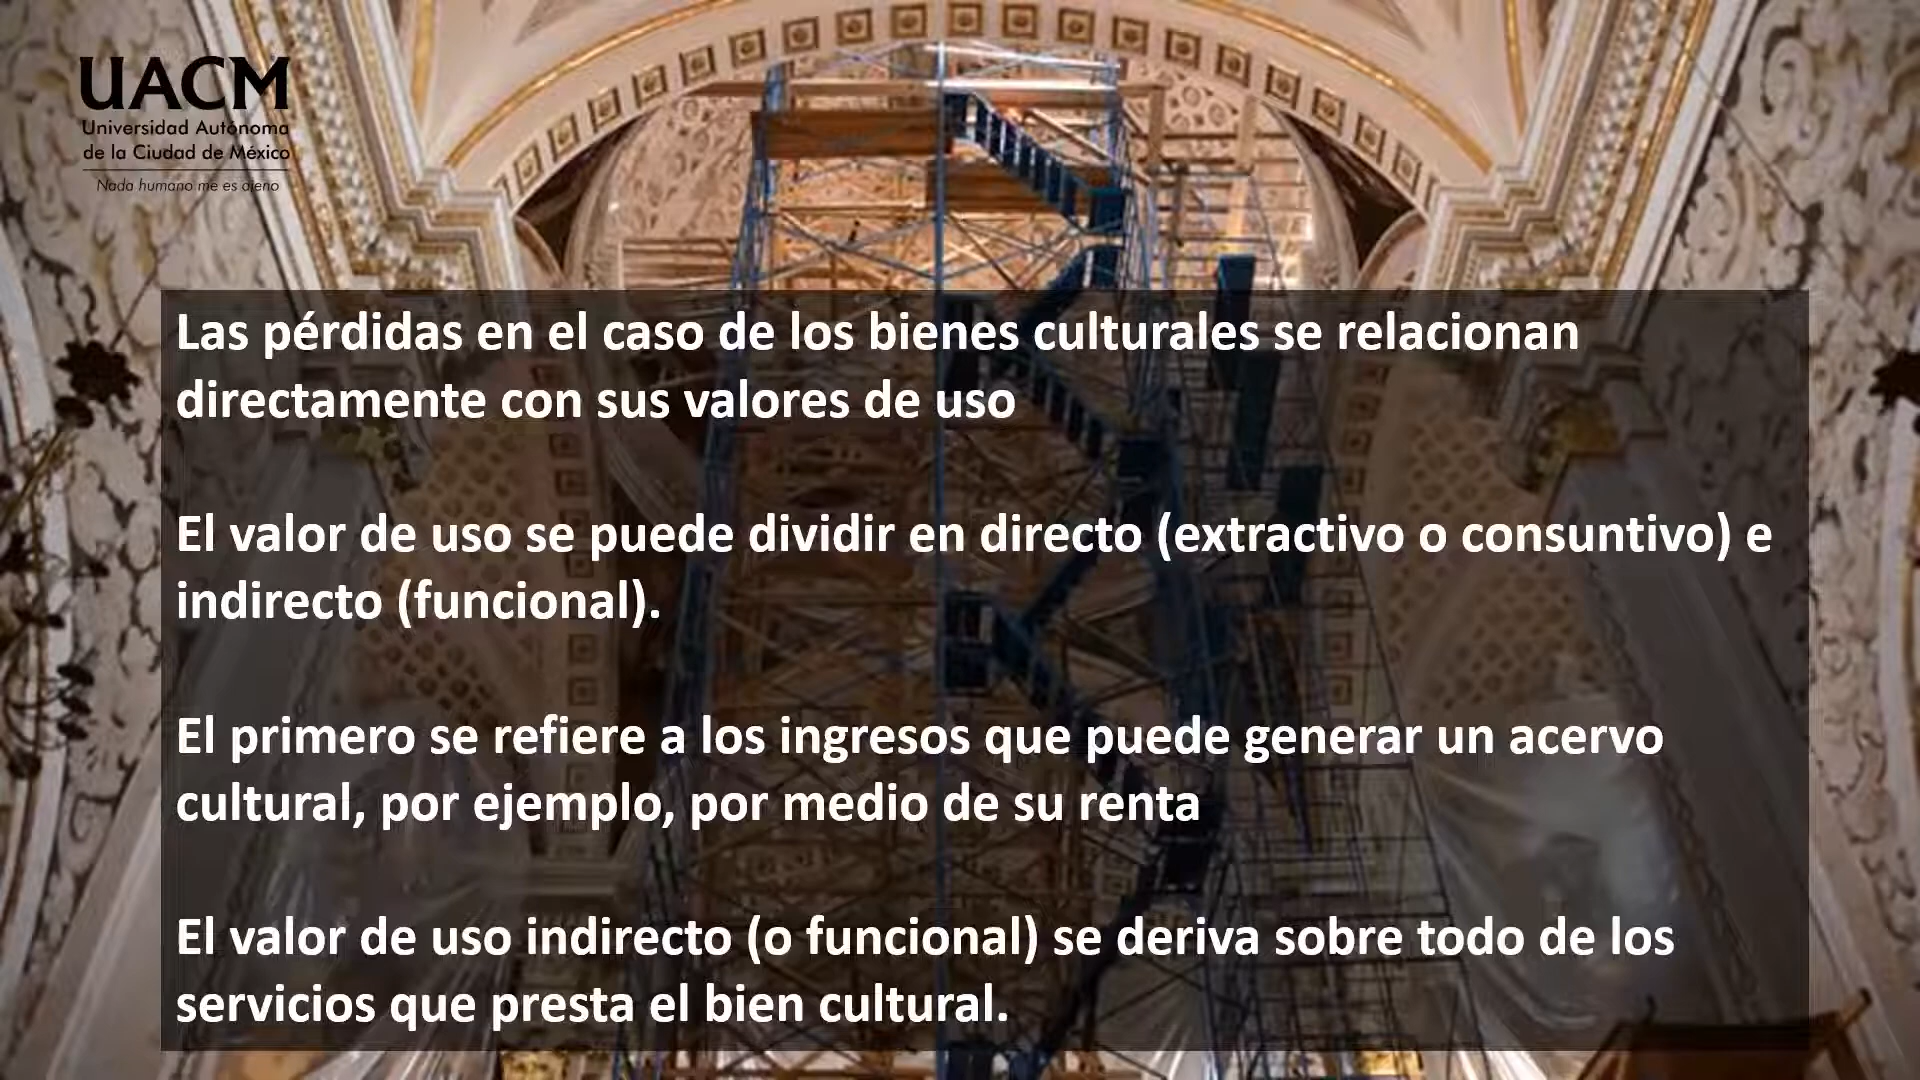 UACM
Universidad Autónoma
de la Ciudad de México
Nada humano me es ajeno
Las pérdidas en el caso de los bienes culturales se relacionan
directamente con sus valores de uso
El valor de uso se puede dividir en directo (extractivo o consuntivo) e
indirecto (funcional).
El primero se refiere a los ingresos que puede generar un acervo
cultural, por ejemplo, por medio de su renta
El valor de uso indirecto (o funcional) se deriva sobre todo de los
servicios que presta el bien cultural.